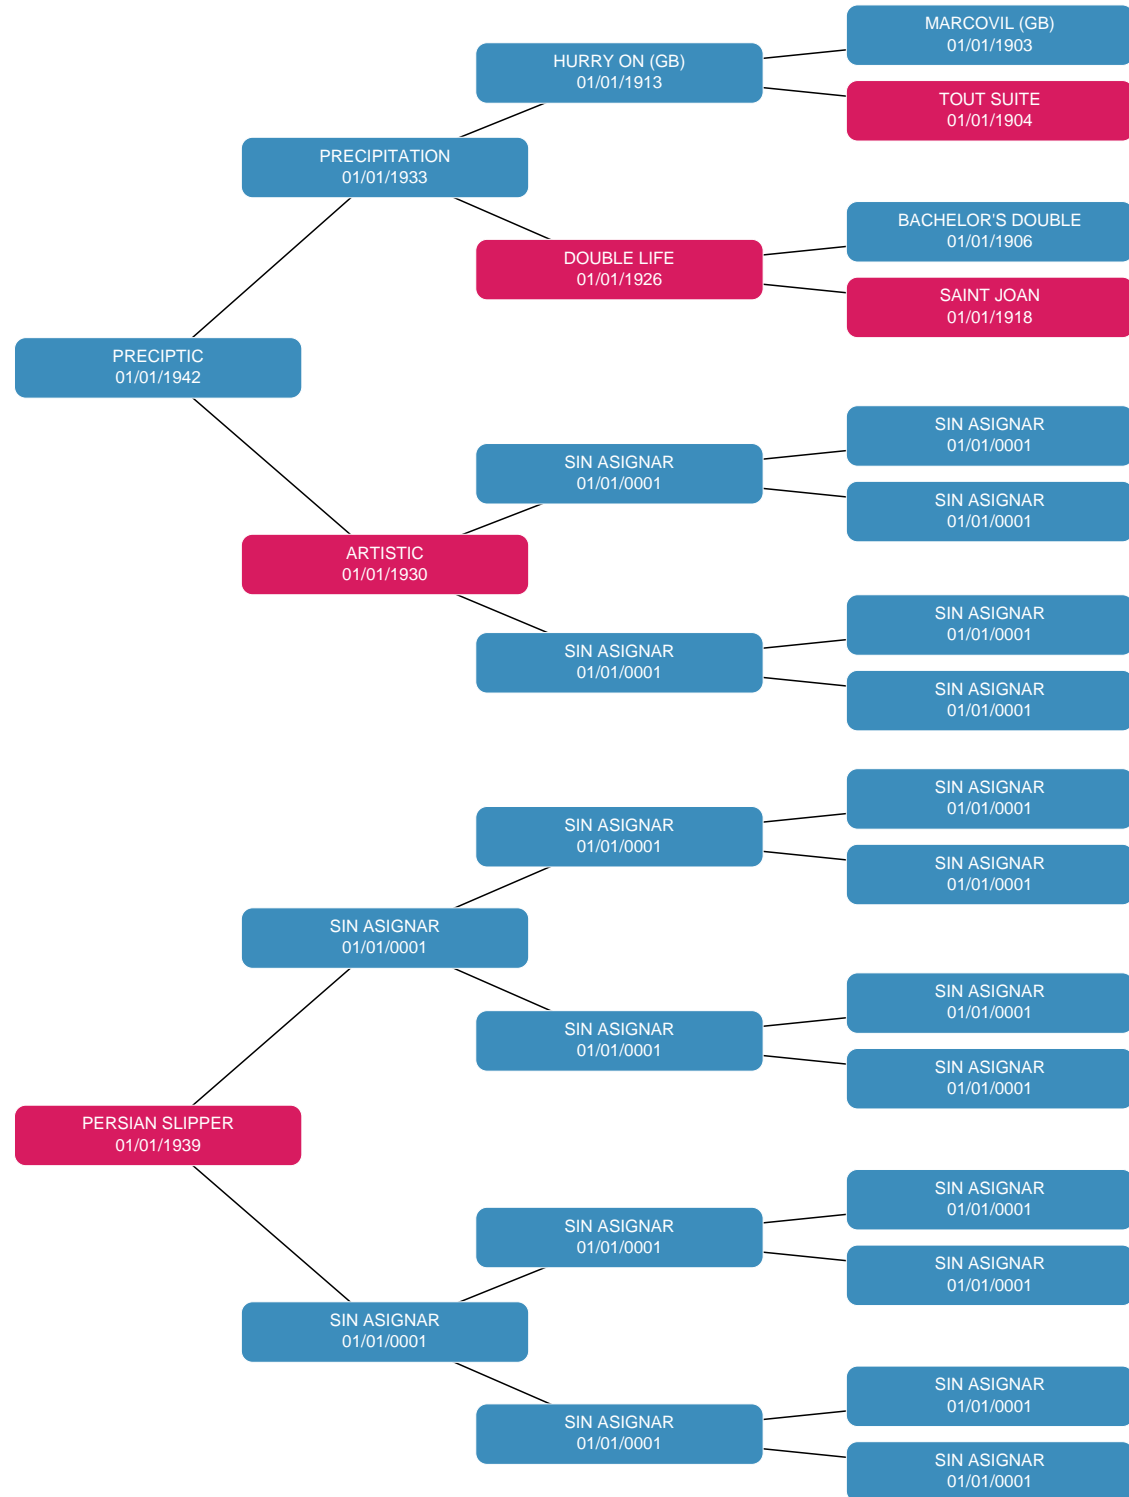 MARCOVIL (GB)
01/01/1903
HURRY ON (GB)
01/01/1913
TOUT SUITE
01/01/1904
PRECIPITATION
01/01/1933
BACHELOR'S DOUBLE
01/01/1906
DOUBLE LIFE
01/01/1926
SAINT JOAN
01/01/1918
PRECIPTIC
01/01/1942
SIN ASIGNAR
01/01/0001
SIN ASIGNAR
01/01/0001
SIN ASIGNAR
01/01/0001
ARTISTIC
01/01/1930
SIN ASIGNAR
01/01/0001
SIN ASIGNAR
01/01/0001
SIN ASIGNAR
01/01/0001
SIN ASIGNAR
01/01/0001
SIN ASIGNAR
01/01/0001
SIN ASIGNAR
01/01/0001
SIN ASIGNAR
01/01/0001
SIN ASIGNAR
01/01/0001
SIN ASIGNAR
01/01/0001
SIN ASIGNAR
01/01/0001
PERSIAN SLIPPER
01/01/1939
SIN ASIGNAR
01/01/0001
SIN ASIGNAR
01/01/0001
SIN ASIGNAR
01/01/0001
SIN ASIGNAR
01/01/0001
SIN ASIGNAR
01/01/0001
SIN ASIGNAR
01/01/0001
SIN ASIGNAR
01/01/0001